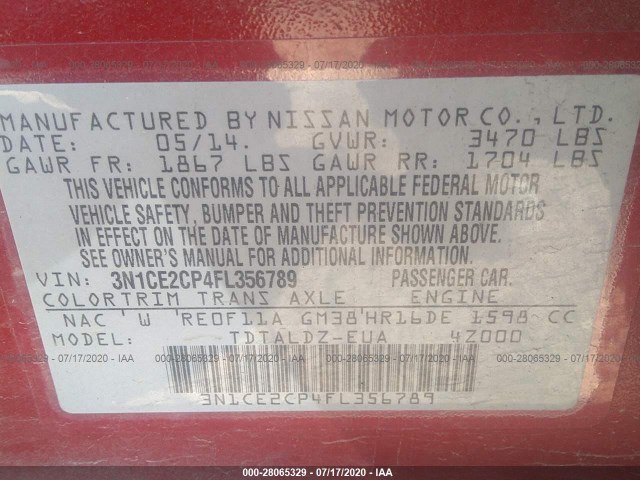 MANUFACTURED BY NISSAN MOTOR CO., LTD.
DATE: 05/14. GVWR: 3470 LBS
GAWR FR: 1867 LBS GAWR RR: 1704 LBS
THIS VEHICLE CONFORMS TO ALL APPLICABLE FEDERAL MOTOR
VEHICLE SAFETY, BUMPER AND THEFT PREVENTION STANDARDS
IN EFFECT ON THE DATE OF MANUFACTURE SHOWN ABOVE.
SEE OWNER'S MANUAL FOR ADDITIONAL INFORMATION.
VIN: 3N1CE2CP4FL356789 PASSENGER CAR.
COLOR TRIM TRANS AXLE ENGINE
NAC W RE0F11A GM38 HR16DE 1598 CC
MODEL: TDTALDZ-EUA 4Z000
3N1CE2CP4FL356789
000-28065329 - 07/17/2020 - IAA